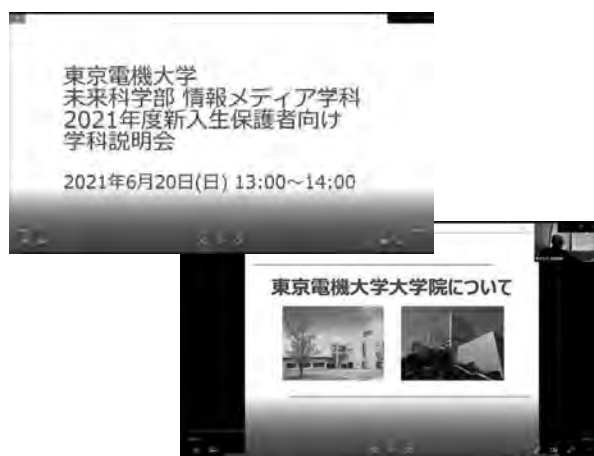 東京電機大学
未来科学部 情報メディア学科
2021年度新入生保護者向け
学科説明会
2021年6月20日(日) 13:00～14:00
東京電機大学大学院について